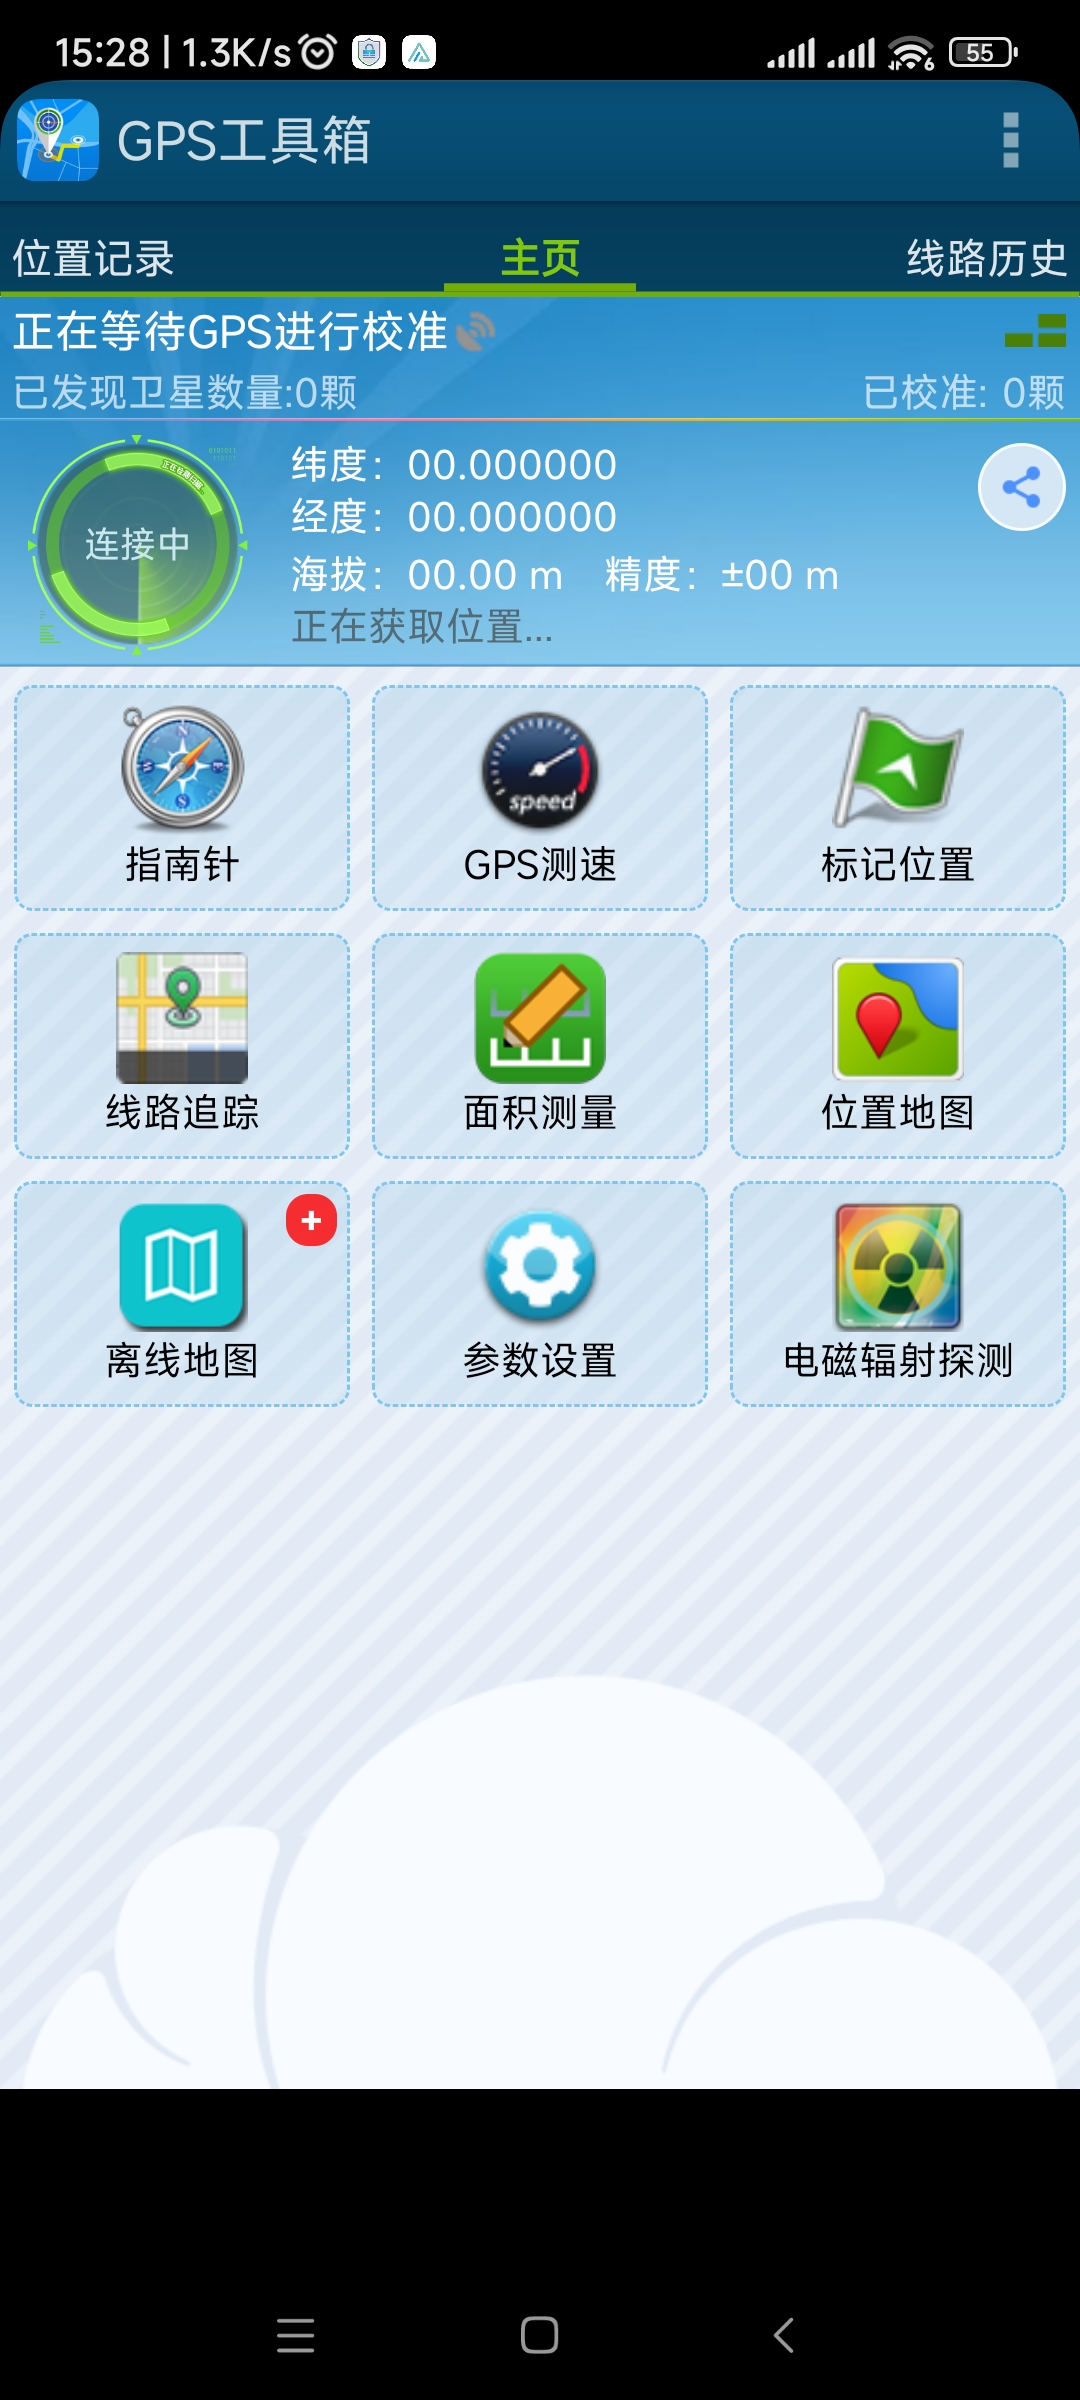 15:28 | 1.3K/s
55
GPS工具箱
位置记录
主页
线路历史
正在等待GPS进行校准
已发现卫星数量:0颗
已校准: 0颗
连接中
纬度: 00.000000
经度: 00.000000
海拔: 00.00 m 精度: ±00 m
正在获取位置...
speed
指南针
GPS测速
标记位置
线路追踪
面积测量
位置地图
离线地图
参数设置
电磁辐射探测